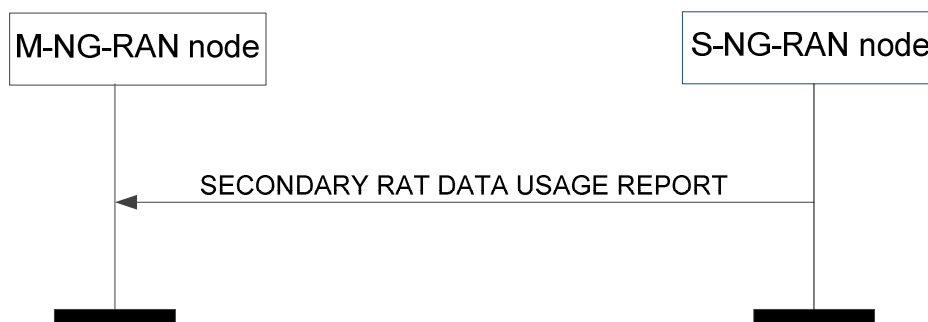 M-NG-RAN node
S-NG-RAN node
SECONDARY RAT DATA USAGE REPORT